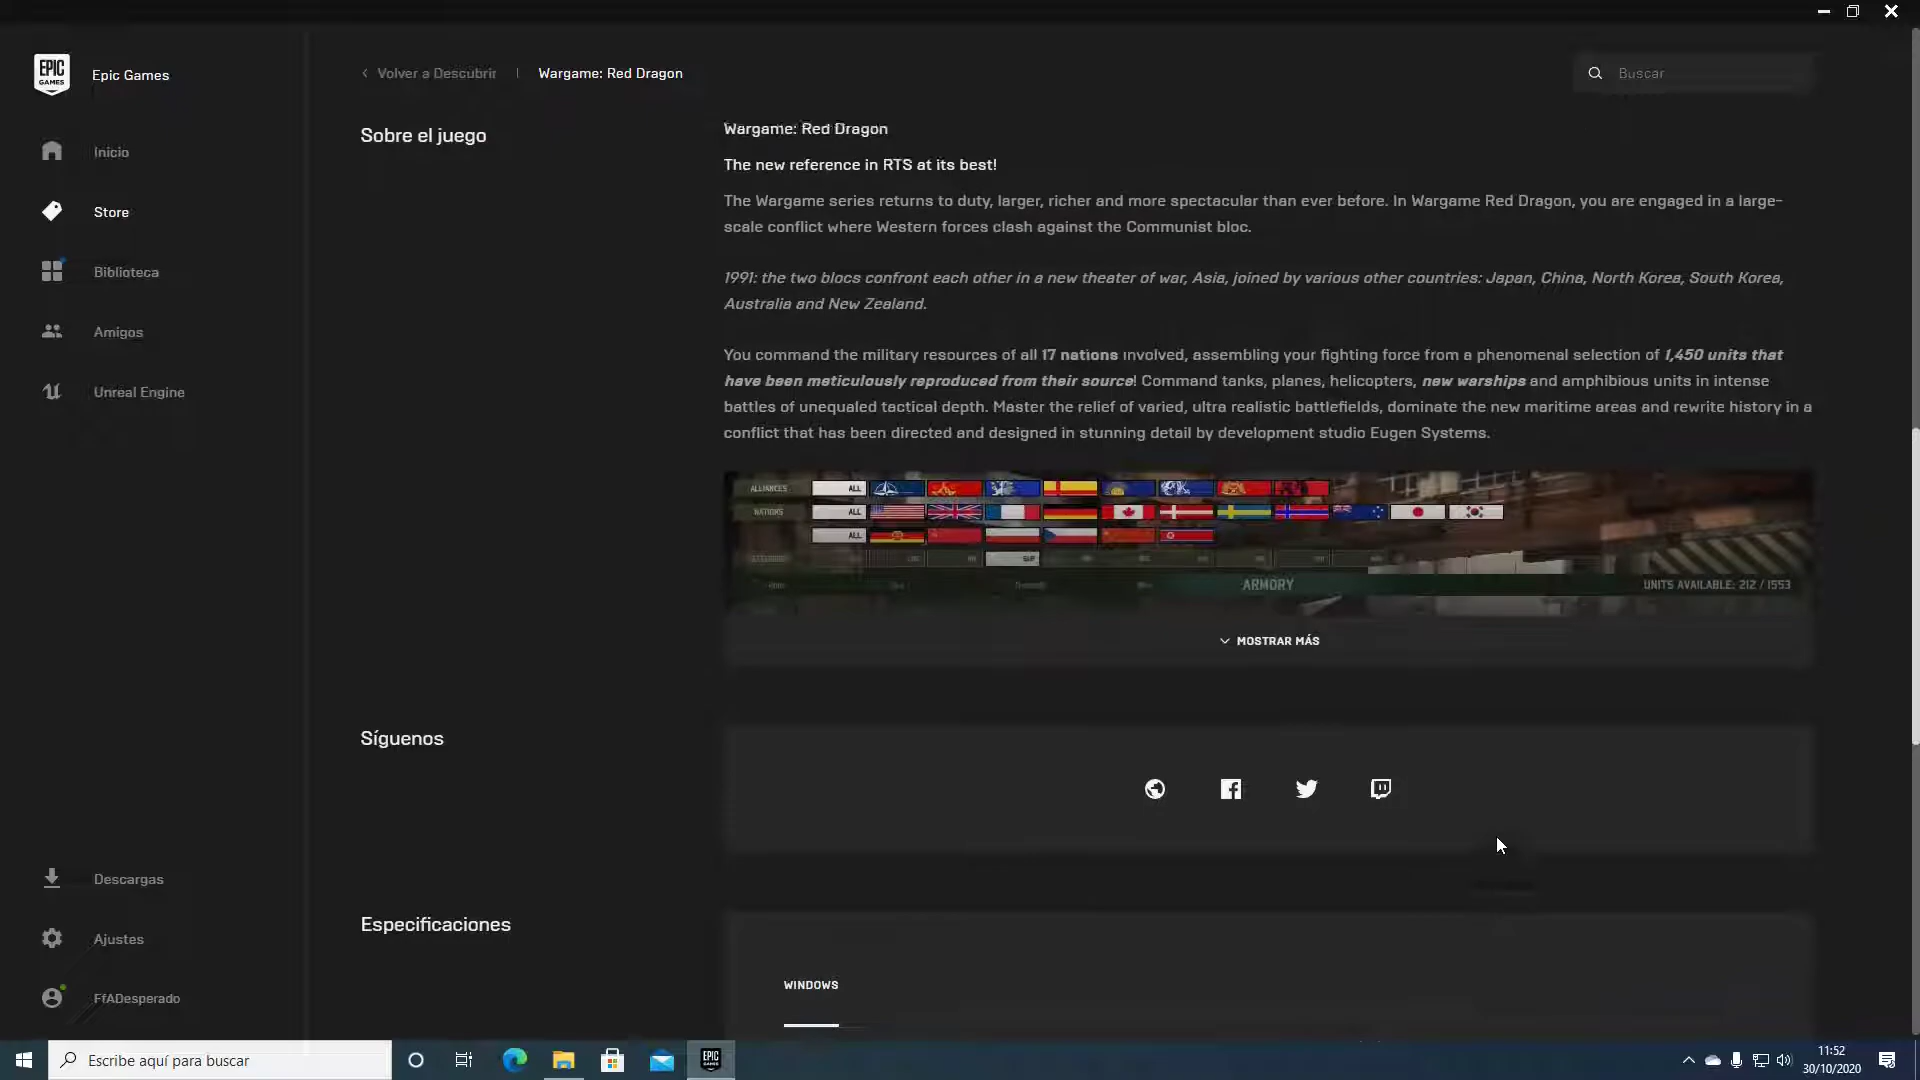 EPIC GAMES
Epic Games
Inicio
Store
Biblioteca
Amigos
Unreal Engine
Descargas
Ajustes
FfADesperado
Volver a Descubrir
Wargame: Red Dragon
Buscar
Sobre el juego
Wargame: Red Dragon
The new reference in RTS at its best!
The Wargame series returns to duty, larger, richer and more spectacular than ever before. In Wargame Red Dragon, you are engaged in a large-
scale conflict where Western forces clash against the Communist bloc.
1991: the two blocs confront each other in a new theater of war, Asia, joined by various other countries: Japan, China, North Korea, South Korea,
Australia and New Zealand.
You command the military resources of all 17 nations involved, assembling your fighting force from a phenomenal selection of 1,450 units that
have been meticulously reproduced from their source! Command tanks, planes, helicopters, new warships and amphibious units in intense
battles of unequaled tactical depth. Master the relief of varied, ultra realistic battlefields, dominate the new maritime areas and rewrite history in a
conflict that has been directed and designed in stunning detail by development studio Eugen Systems.
ALLIANCES ALL
NATIONS ALL
ALL
SUP
ARMORY
UNITS AVAILABLE: 212 / 1553
MOSTRAR MÁS
Síguenos
Especificaciones
WINDOWS
Escribe aquí para buscar
EPIC GAMES
11:52
30/10/2020